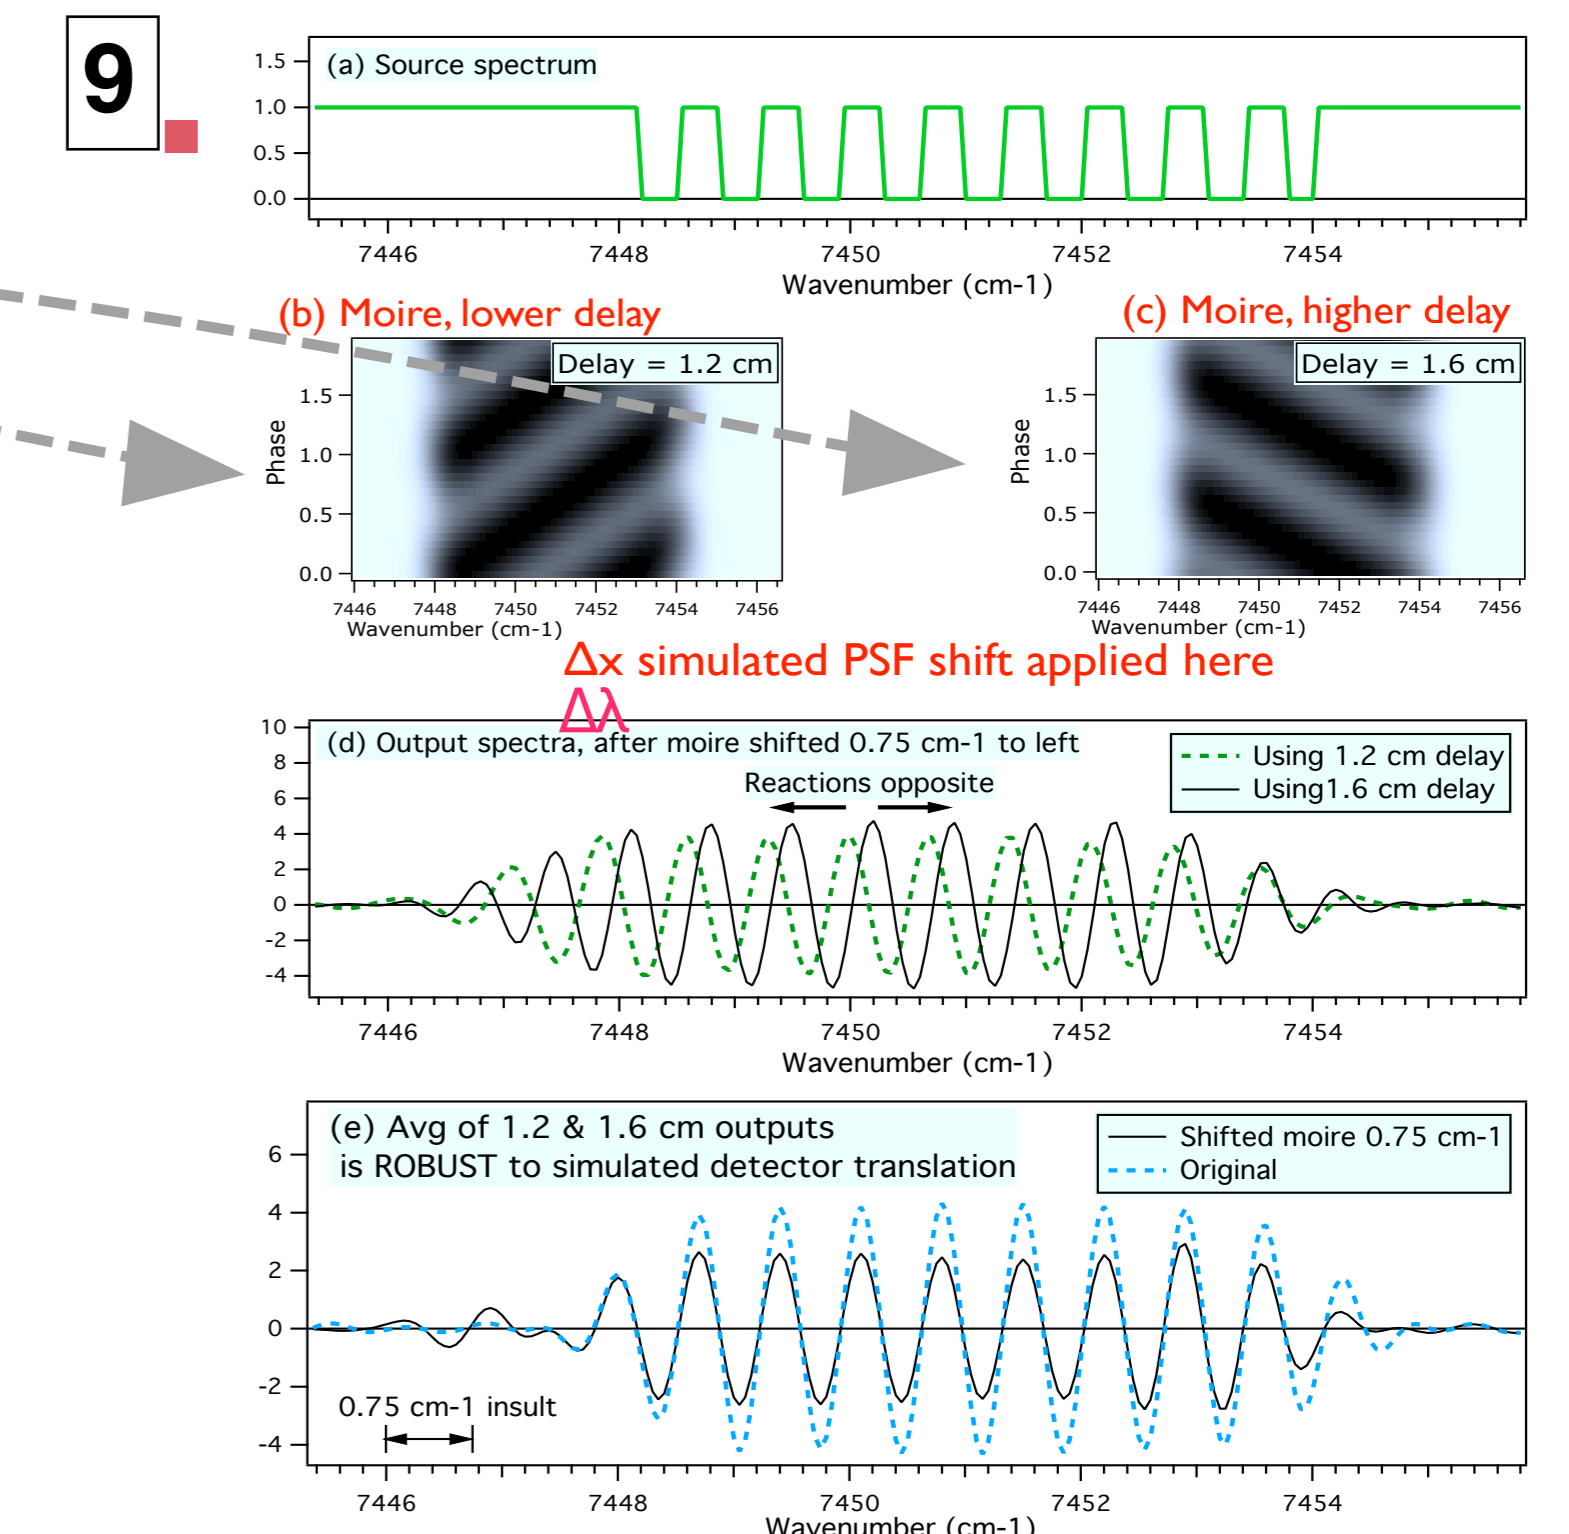 9
(a) Source spectrum
1.5
1.0
0.5
0.0
7446 7448 7450 7452 7454
Wavenumber (cm-1)
(b) Moire, lower delay
(c) Moire, higher delay
Delay = 1.2 cm
Phase
1.5
1.0
0.5
0.0
7446 7448 7450 7452 7454 7456
Wavenumber (cm-1)
Delay = 1.6 cm
Phase
1.5
1.0
0.5
0.0
7446 7448 7450 7452 7454 7456
Wavenumber (cm-1)
Δx simulated PSF shift applied here
Δλ
(d) Output spectra, after moire shifted 0.75 cm-1 to left
Reactions opposite
Using 1.2 cm delay
Using1.6 cm delay
10
8
6
4
2
0
-2
-4
7446 7448 7450 7452 7454
Wavenumber (cm-1)
(e) Avg of 1.2 & 1.6 cm outputs
is ROBUST to simulated detector translation
Shifted moire 0.75 cm-1
Original
6
4
2
0
-2
-4
0.75 cm-1 insult
7446 7448 7450 7452 7454
Wavenumber (cm-1)